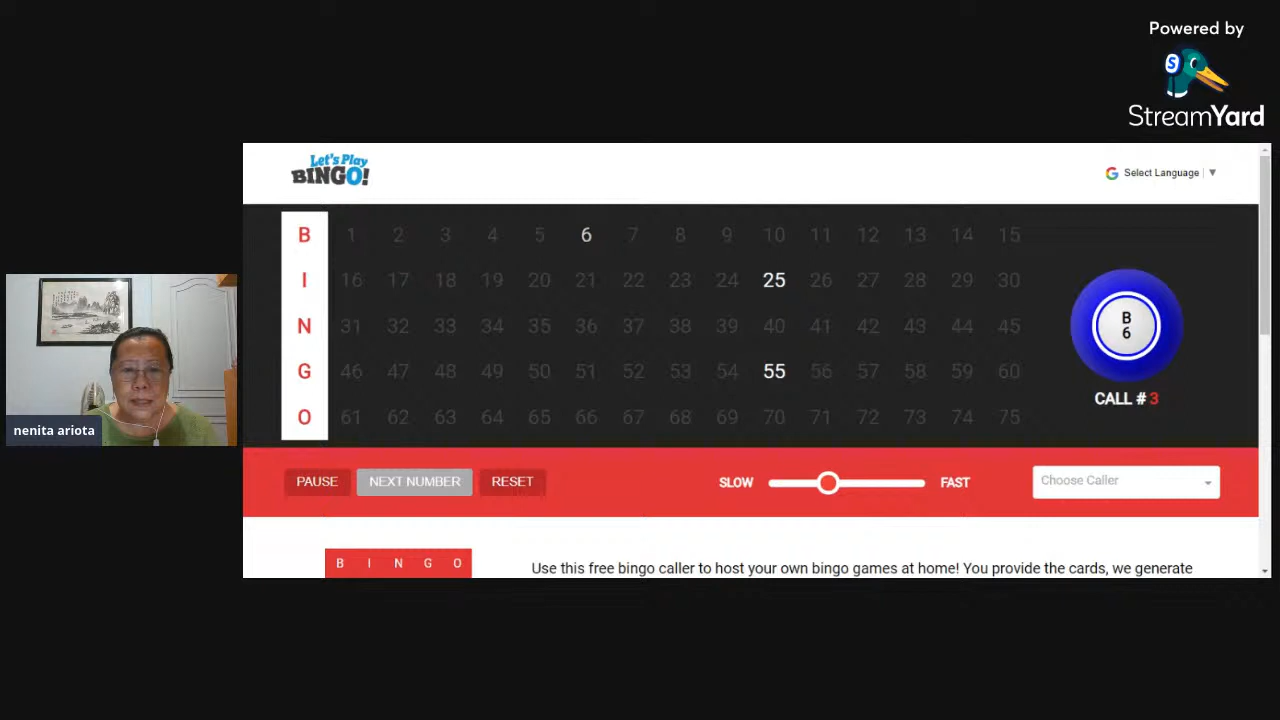 Powered by
StreamYard
Let's Play
BINGO!
Select Language
B 1 2 3 4 5 6 7 8 9 10 11 12 13 14 15
I 16 17 18 19 20 21 22 23 24 25 26 27 28 29 30
N 31 32 33 34 35 36 37 38 39 40 41 42 43 44 45
G 46 47 48 49 50 51 52 53 54 55 56 57 58 59 60
O 61 62 63 64 65 66 67 68 69 70 71 72 73 74 75
B
6
CALL # 3
nenita ariota
PAUSE NEXT NUMBER RESET SLOW FAST Choose Caller
B I N G O
Use this free bingo caller to host your own bingo games at home! You provide the cards, we generate